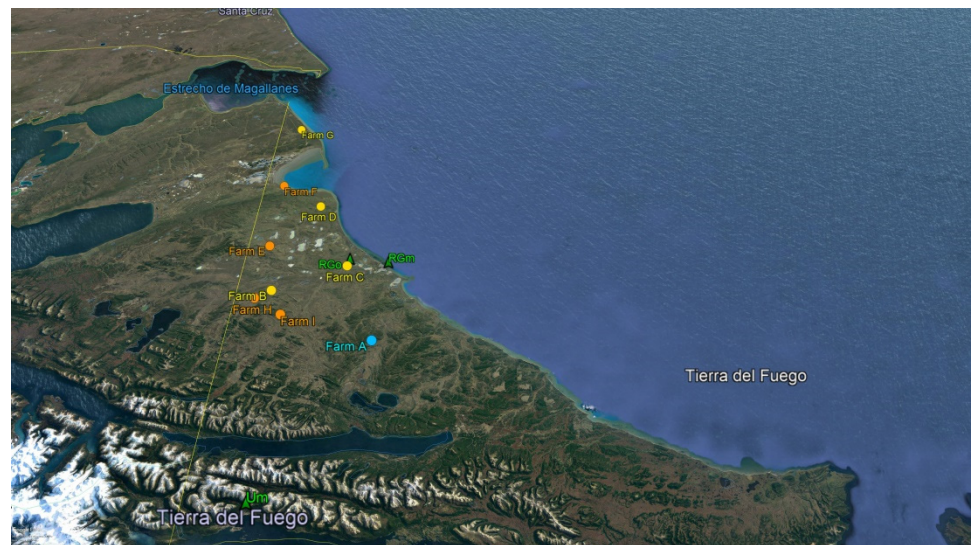 Santa Cruz
Estrecho de Magallanes
Farm G
Farm F
Farm D
Farm E
RGc
RGm
Farm C
Farm B
Farm H
Farm I
Farm A
Tierra del Fuego
Um
Tierra del Fuego